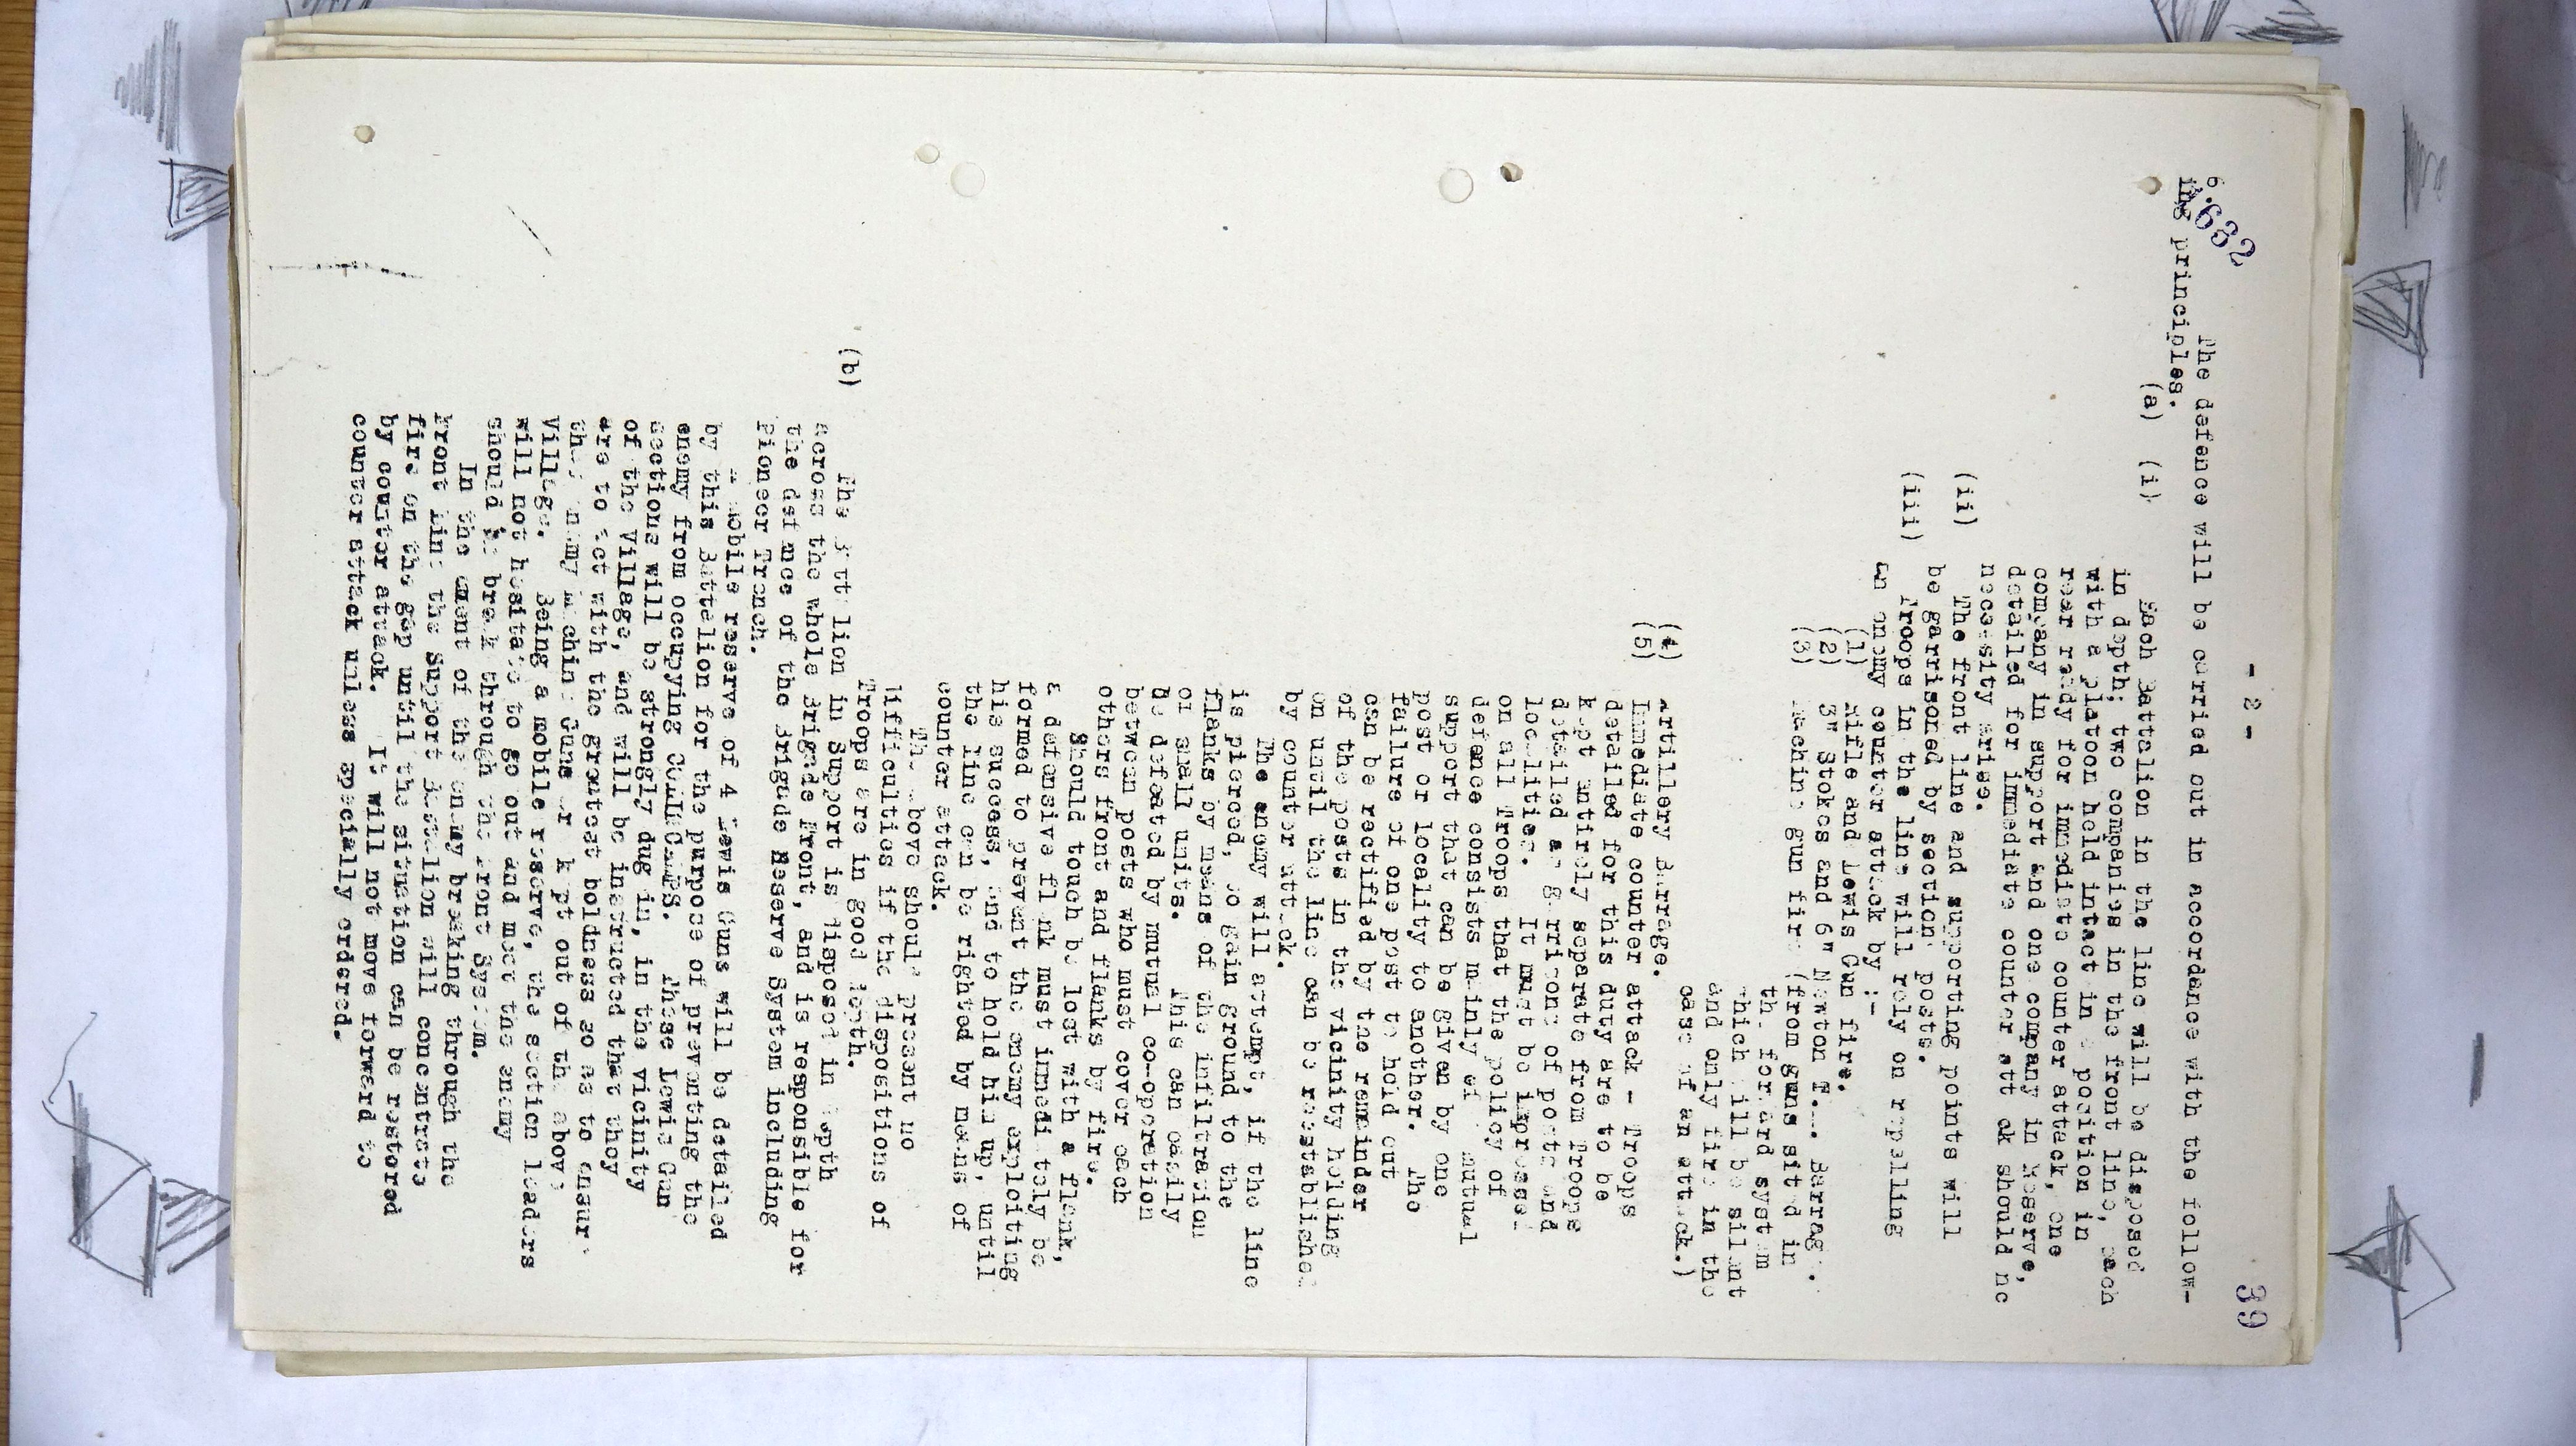 - 2 -
39
A.632
6. The defence will be carried out in accordance with the follow-
ing principles.
(a) (i) Each Battalion in the line will be disposed
in depth; two companies in the front line, each
with a platoon held intact in a position in
rear ready for immediate counter attack, one
company in support and one company in Reserve,
detailed for immediate counter attack should
necessity arise.
(ii) The front line and supporting points will
be garrisoned by section posts.
(iii) Troops in the line will rely on repelling
an enemy counter attack by :-
(1) Rifle and Lewis Gun fire.
(2) 3" Stokes and 6" Newton T.M. Barrage.
(3) Machine gun fire (from guns sited in
the forward system
which will be silent
and only fire in the
case of an attack.)
(4) Artillery Barrage.
(5) Immediate counter attack - Troops
detailed for this duty are to be
kept entirely separate from Troops
detailed as garrisons of posts and
localities. It must be impressed
on all Troops that the policy of
defence consists mainly of mutual
support that can be given by one
post or locality to another. The
failure of one post to hold out
can be rectified by the remainder
of the posts in the vicinity holding
on until the line can be reestablished
by counter attack.
The enemy will attempt, if the line
is pierced, to gain ground to the
flanks by means of the infiltration
of small units. This can easily
be defeated by mutual co-operation
between posts who must cover each
others front and flanks by fire.
Should touch be lost with a flank,
a defensive flank must immediately be
formed to prevent the enemy exploiting
his success, and to hold him up, until
the line can be righted by means of
counter attack.
The above should present no
difficulties if the dispositions of
Troops are in good depth.
(b) The Battalion in Support is disposed in depth
across the whole Brigade Front, and is responsible for
the defence of the Brigade Reserve System including
Pioneer Trench.
A mobile reserve of 4 Lewis Guns will be detailed
by this Battalion for the purpose of preventing the
enemy from occupying These Lewis Gun
sections will be strongly dug in, in the vicinity
of the Village, and will be instructed that they
are to act with the greatest boldness so as to ensure
the enemy Machine Guns are kept out of the above
Village. Being a mobile reserve, the section leaders
will not hesitate to go out and meet the enemy
should he break through the Front System.
In the event of the enemy breaking through the
Front Line the Support Battalion will concentrate
fire on the gap until the situation can be restored
by counter attack. It will not move forward to
counter attack unless specially ordered.